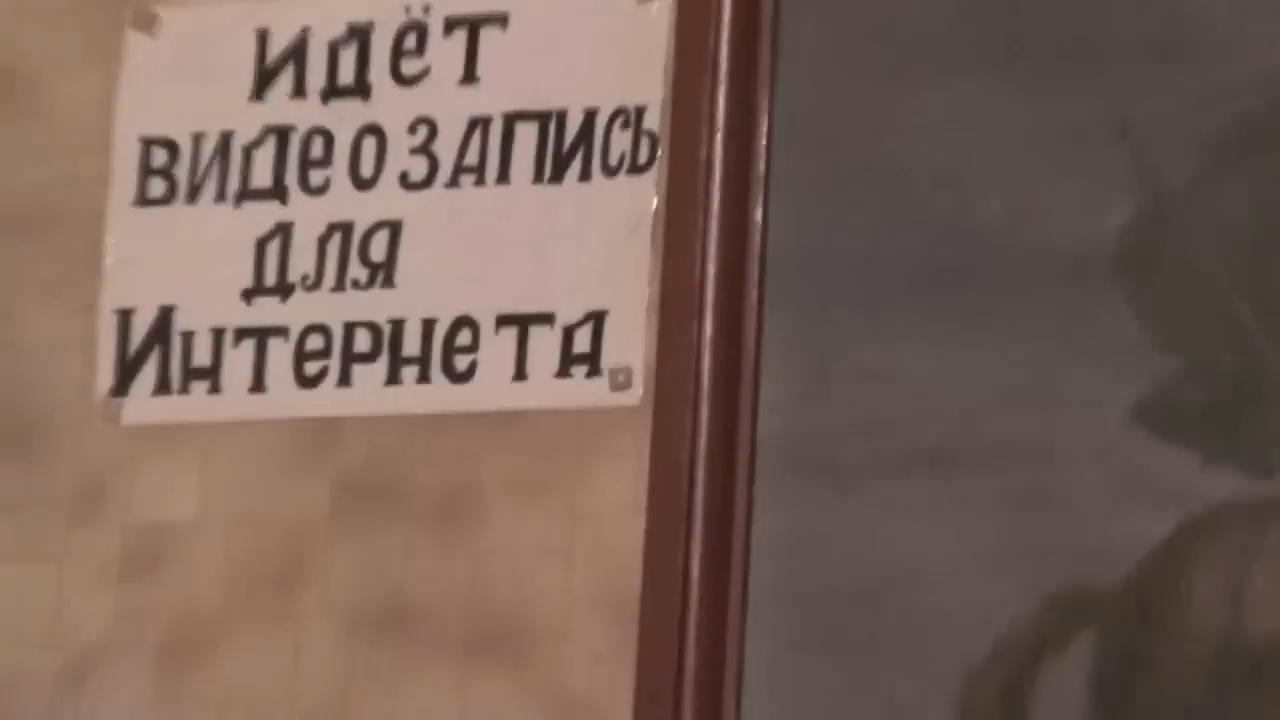 идёт
видеозапись
для
Интернета.